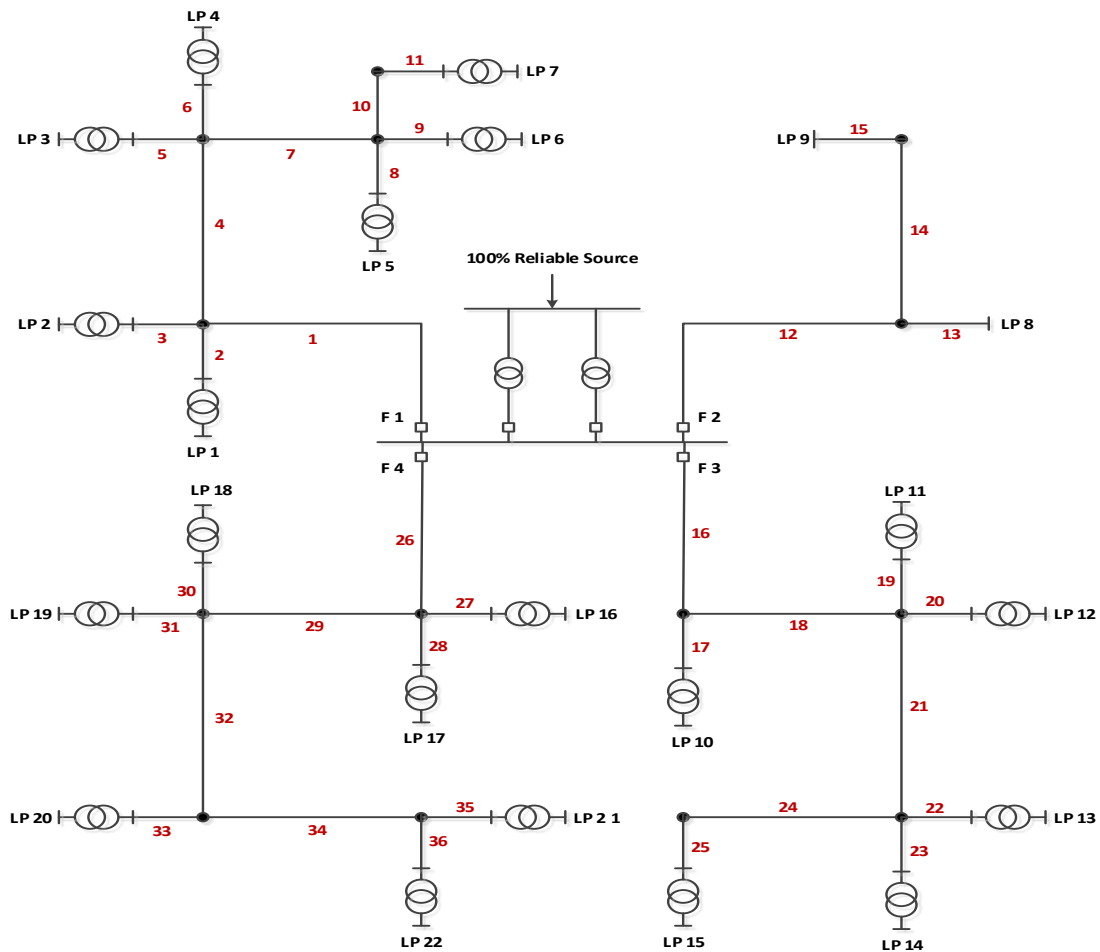 LP 4
11
LP 7
6
10
9
LP 3
LP 6
15
LP 9
5
7
8
4
14
LP 5
100% Reliable Source
LP 2
3
1
2
12
13
LP 8
F 1
F 2
LP 1
F 4
F 3
LP 18
LP 11
26
16
30
27
19
20
LP 19
LP 16
LP 12
31
29
28
17
18
32
21
LP 17
LP 10
LP 20
35
LP 2 1
24
22
LP 13
33
34
36
25
23
LP 22
LP 15
LP 14